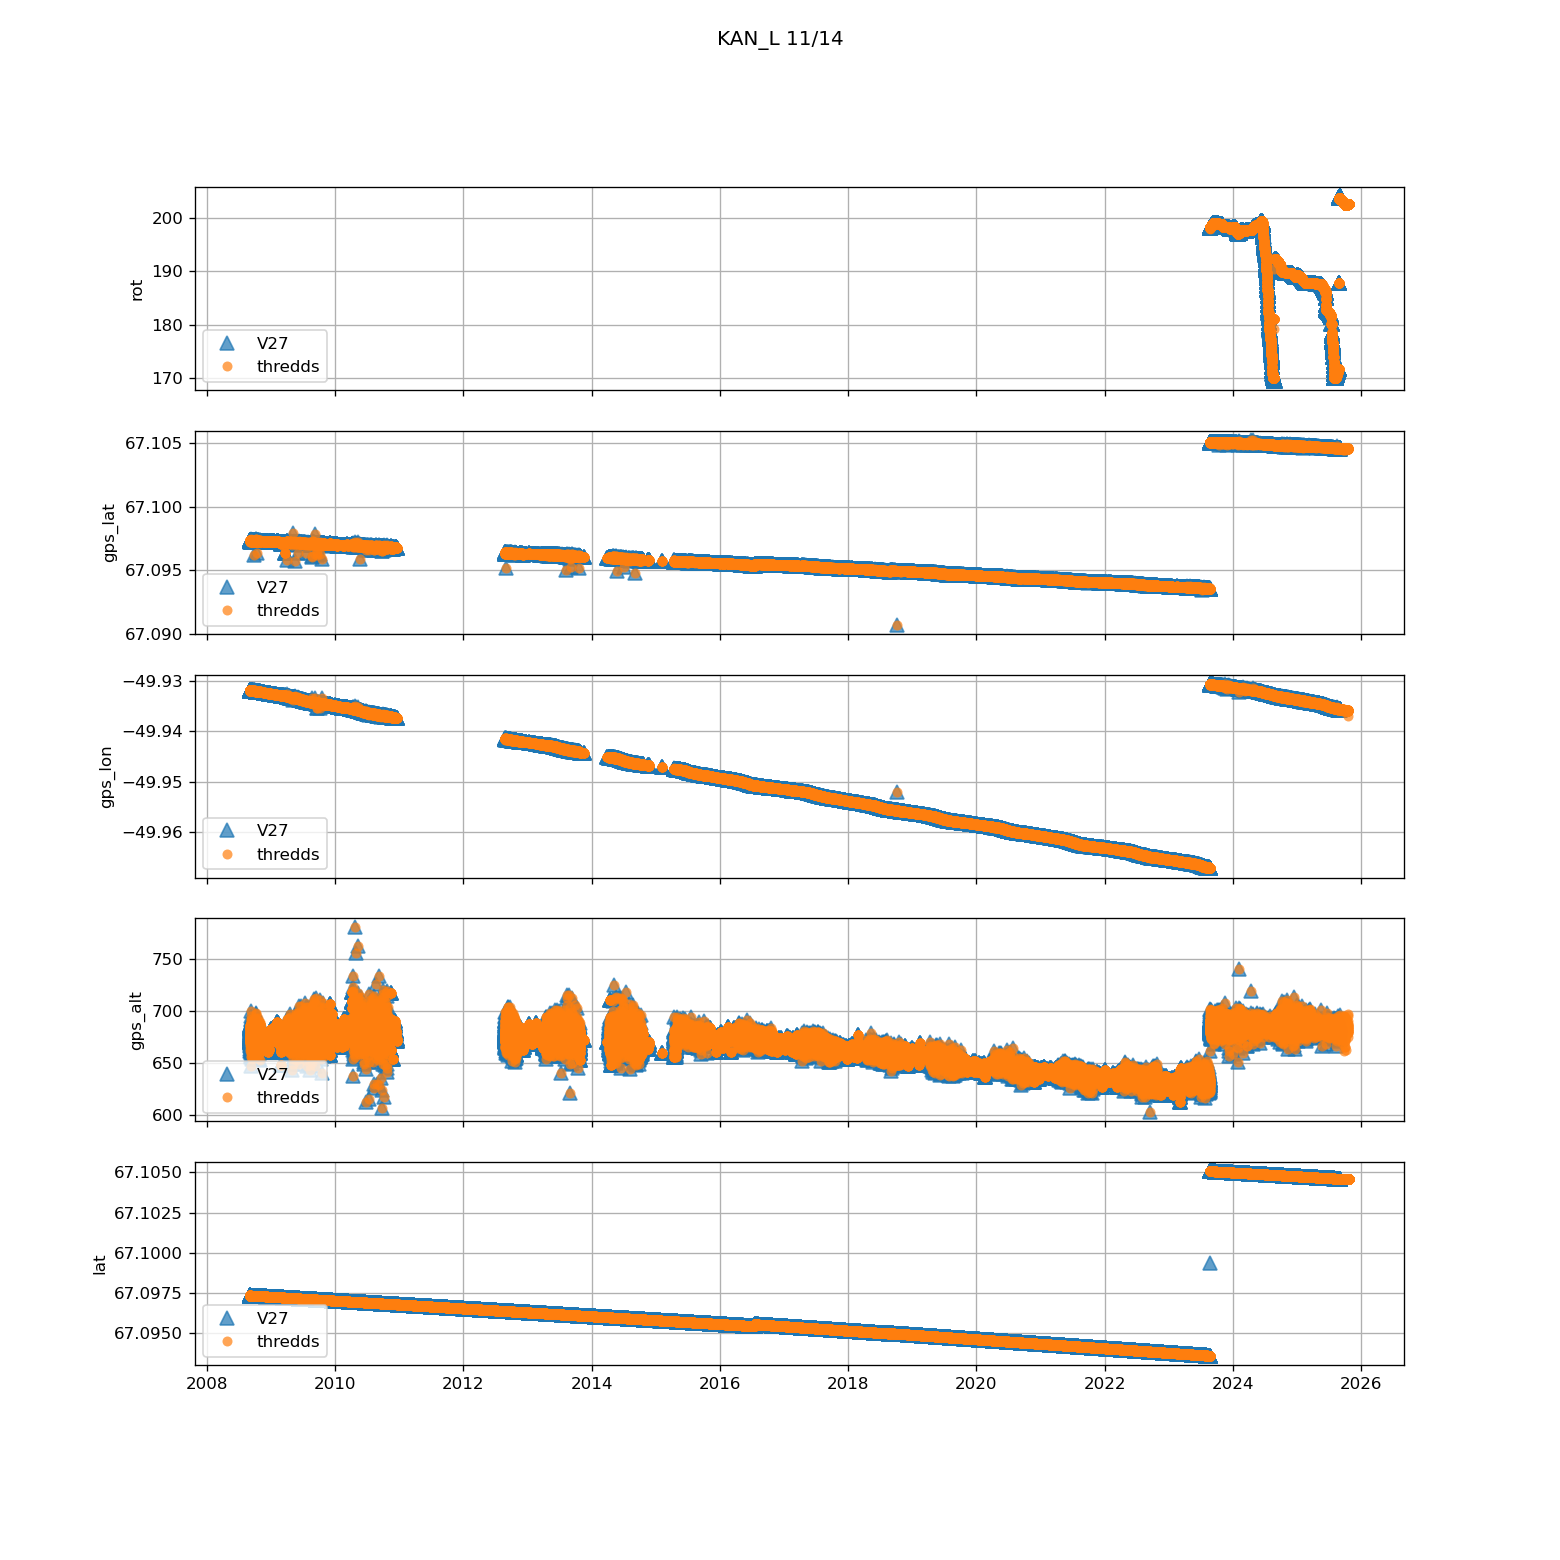 KAN_L 11/14
rot
200
190
180
170
V27
thredds
gps_lat
67.105
67.100
67.095
67.090
V27
thredds
gps_lon
−49.93
−49.94
−49.95
−49.96
V27
thredds
gps_alt
750
700
650
600
V27
thredds
lat
67.1050
67.1025
67.1000
67.0975
67.0950
V27
thredds
2008 2010 2012 2014 2016 2018 2020 2022 2024 2026